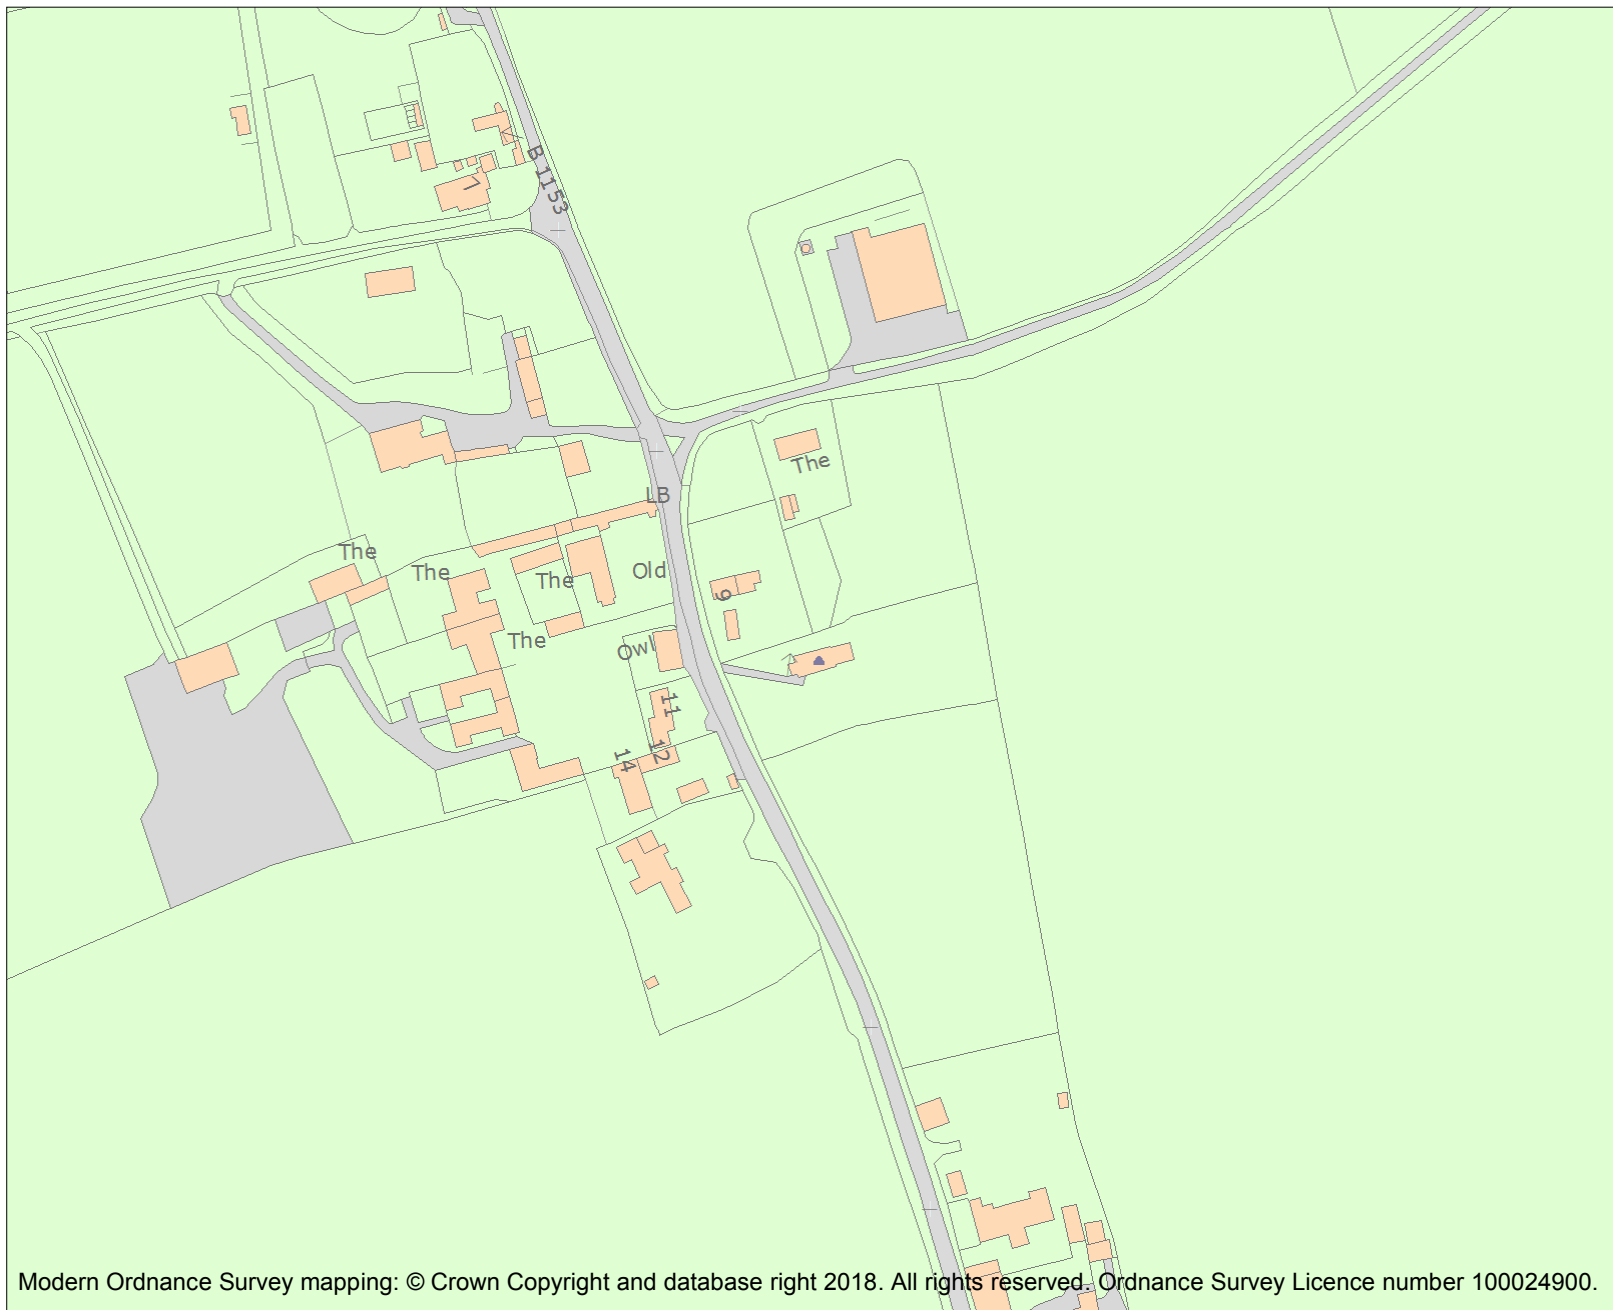 B 1153
7
The
LB
The
The
The
Old
9
The
Owl
11
12
14
Modern Ordnance Survey mapping: © Crown Copyright and database right 2018. All rights reserved. Ordnance Survey Licence number 100024900.